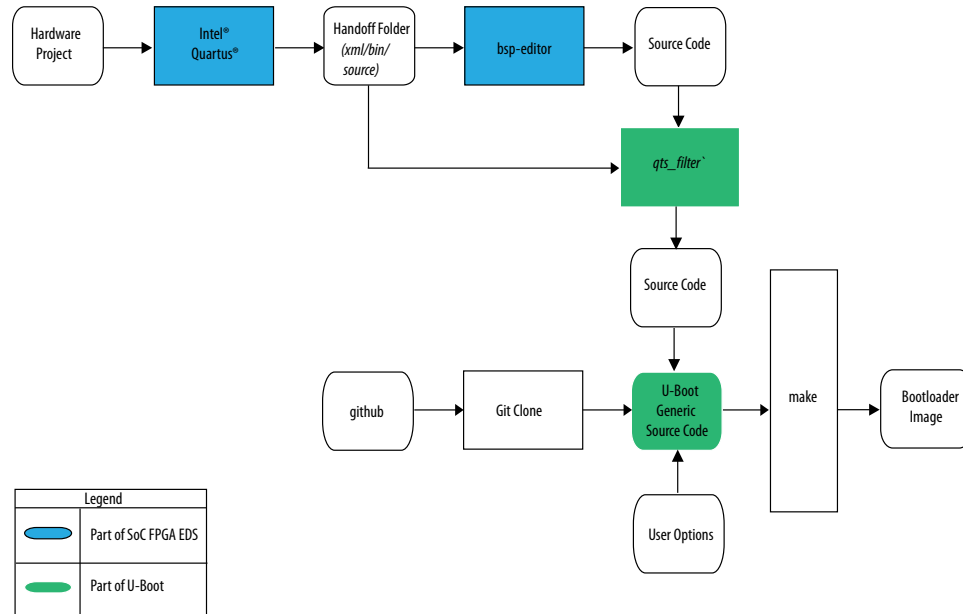 Hardware
Project
Intel®
Quartus®
Handoff Folder
(xml/bin/
source)
bsp-editor
Source Code
qts_filter`
Source Code
github
Git Clone
U-Boot
Generic
Source Code
make
Bootloader
Image
User Options
Legend
Part of SoC FPGA EDS
Part of U-Boot